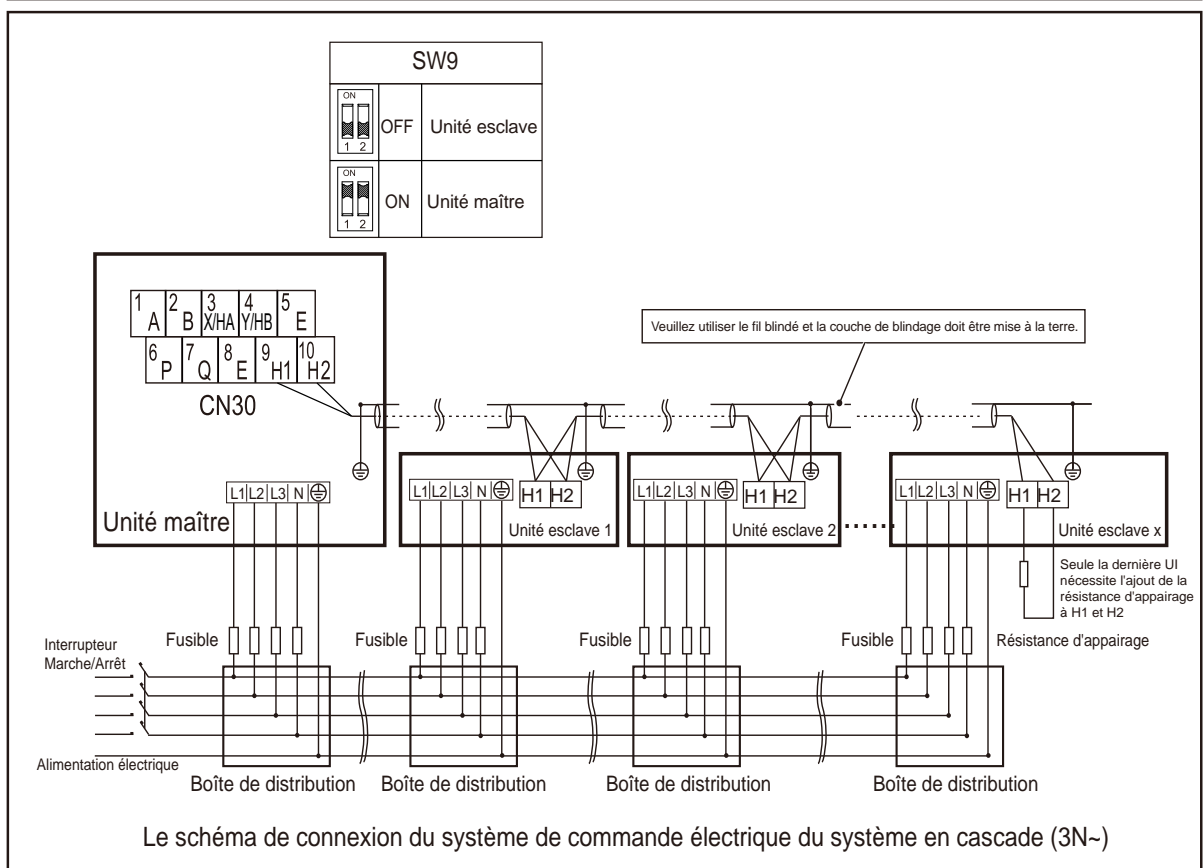 SW9
ON
1 2
OFF
Unité esclave
ON
1 2
ON
Unité maître
1 A
2 B
3 X/HA
4 Y/HB
5 E
6 P
7 Q
8 E
9 H1
10 H2
CN30
Veuillez utiliser le fil blindé et la couche de blindage doit être mise à la terre.
L1 L2 L3 N
Unité maître
L1 L2 L3 N
H1 H2
Unité esclave 1
L1 L2 L3 N
H1 H2
Unité esclave 2
L1 L2 L3 N
H1 H2
Unité esclave x
Seule la dernière UI
nécessite l'ajout de la
résistance d'appairage
à H1 et H2
Résistance d'appairage
Interrupteur
Marche/Arrêt
Fusible
Fusible
Fusible
Fusible
Alimentation électrique
Boîte de distribution
Boîte de distribution
Boîte de distribution
Boîte de distribution
Le schéma de connexion du système de commande électrique du système en cascade (3N~)